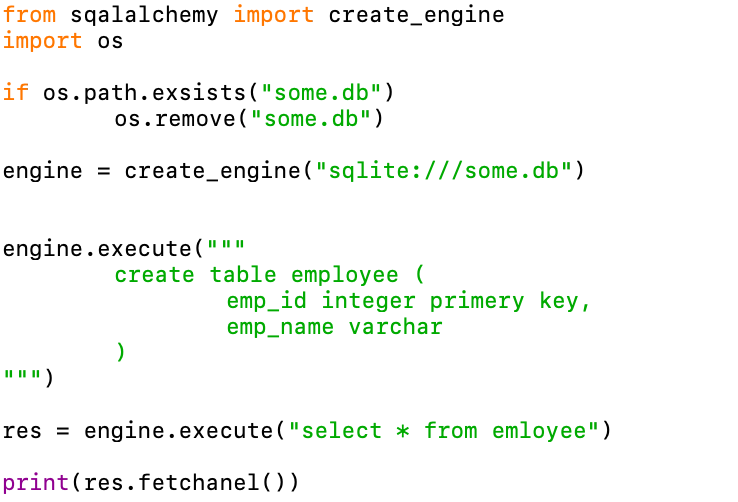 from sqalalchemy import create_engine
import os
if os.path.exsists("some.db")
os.remove("some.db")
engine = create_engine("sqlite:///some.db")
engine.execute("""
create table employee (
emp_id integer primery key,
emp_name varchar
)
""")
res = engine.execute("select * from emloyee")
print(res.fetchanel())